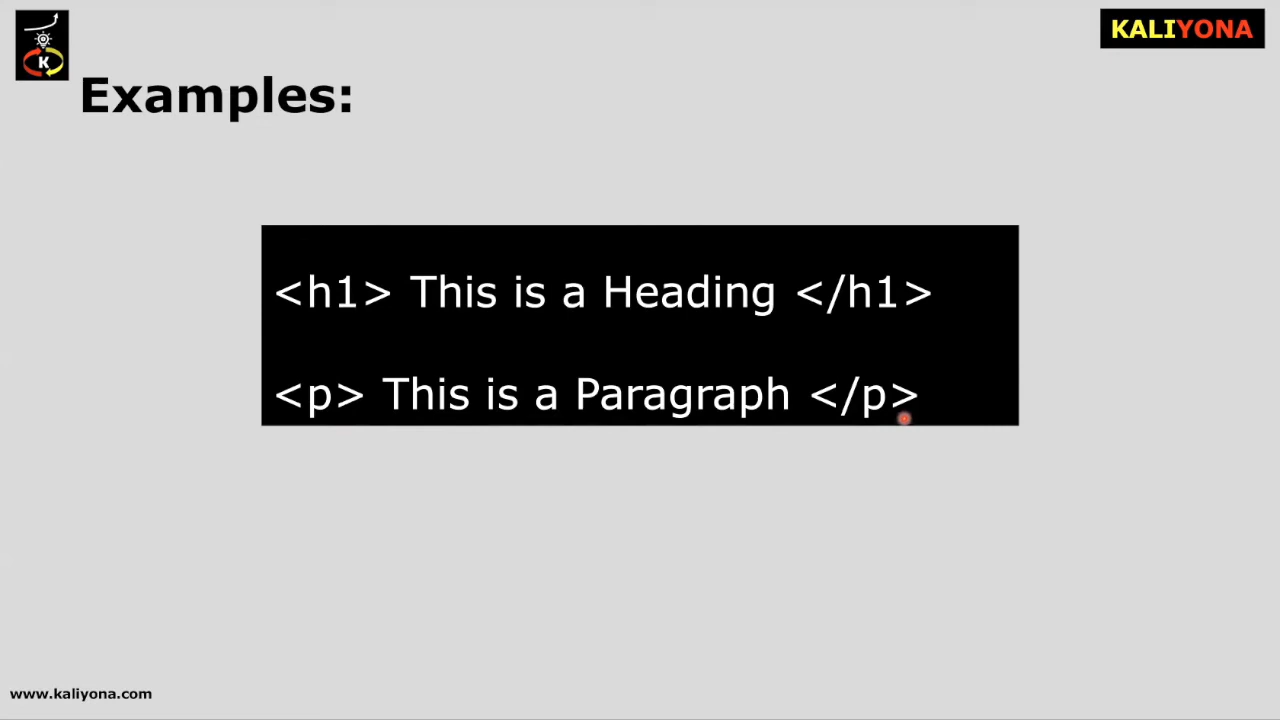 K
KALIYONA
Examples:
<h1> This is a Heading </h1>
<p> This is a Paragraph </p>
www.kaliyona.com